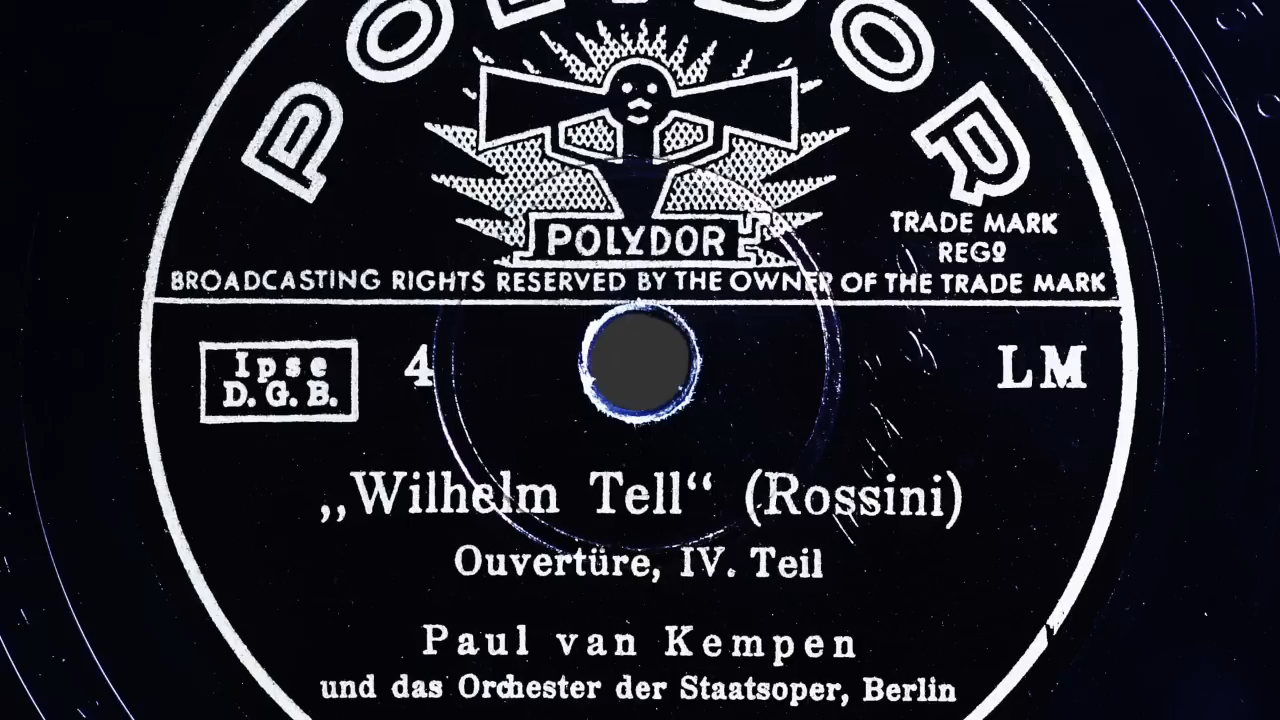 POLYDOR
POLYDOR
TRADE MARK
REGD
BROADCASTING RIGHTS RESERVED BY THE OWNER OF THE TRADE MARK
Ipse
D. G. B.
4
LM
„Wilhelm Tell“ (Rossini)
Ouvertüre, IV. Teil
Paul van Kempen
und das Orchester der Staatsoper, Berlin